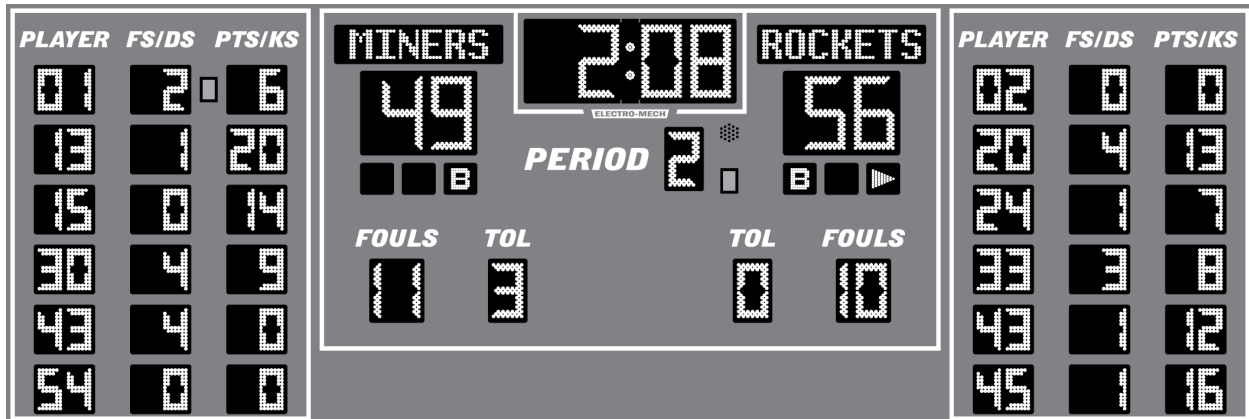 PLAYER FS/DS PTS/KS
01 2 6
13 1 20
15 0 14
30 4 9
43 4 0
54 0 0
MINERS 2:08 ROCKETS
49 56
ELECTRO-MECH
PERIOD 2
B B
FOULS TOL TOL FOULS
11 3 0 10
PLAYER FS/DS PTS/KS
02 0 0
20 4 13
24 1 7
33 3 8
43 1 12
45 1 16